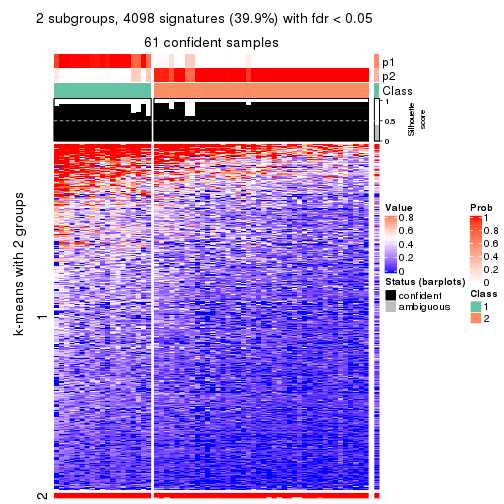 2 subgroups, 4098 signatures (39.9%) with fdr < 0.05
61 confident samples
p1
p2
Class
1
0.5
0
Silhouette
score
k-means with 2 groups
1
2
Value
0.8
0.6
0.4
0.2
0
Prob
1
0.8
0.6
0.4
0.2
0
Status (barplots)
confident
ambiguous
Class
1
2